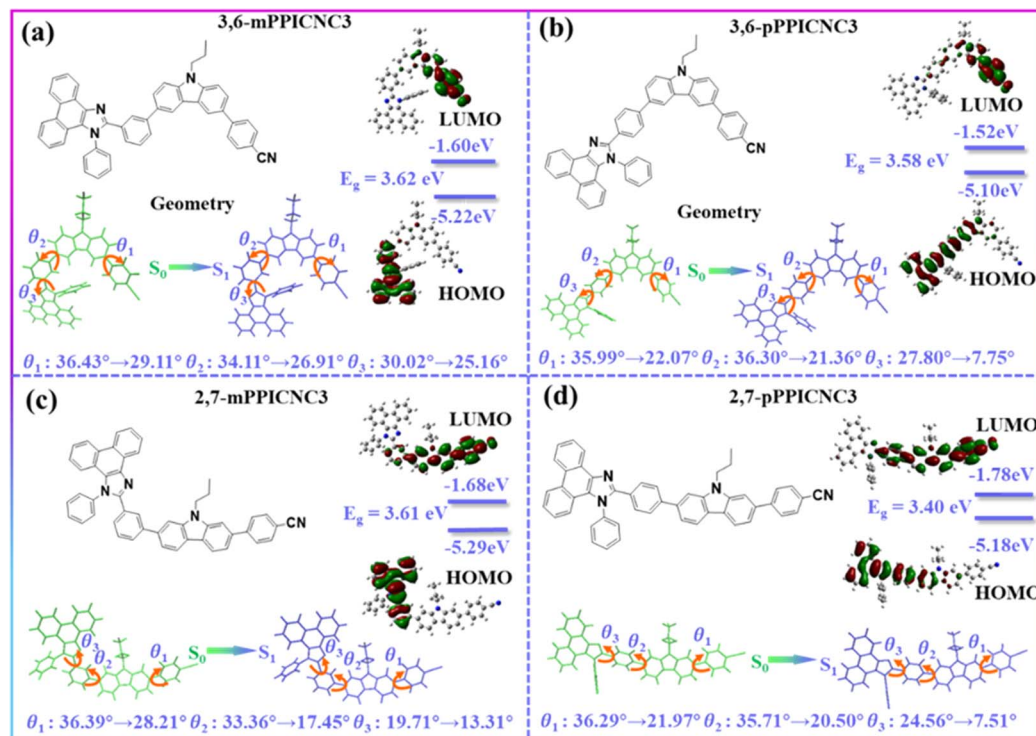 (a)
3,6-mPPICNC3
N
N
N
CN
LUMO
-1.60eV
Eg = 3.62 eV
-5.22eV
HOMO
Geometry
θ2
θ1
θ3
S0
S1
θ2
θ1
θ3
θ1: 36.43°→29.11° θ2: 34.11°→26.91° θ3: 30.02°→25.16°
(b)
3,6-pPPICNC3
N
N
N
CN
LUMO
-1.52eV
Eg = 3.58 eV
-5.10eV
HOMO
Geometry
θ2
θ1
θ3
S0
S1
θ2
θ1
θ3
θ1: 35.99°→22.07° θ2: 36.30°→21.36° θ3: 27.80°→7.75°
(c)
2,7-mPPICNC3
N
N
N
CN
LUMO
-1.68eV
Eg = 3.61 eV
-5.29eV
HOMO
θ3
θ2
θ1
S0
S1
θ3
θ2
θ1
θ1: 36.39°→28.21° θ2: 33.36°→17.45° θ3: 19.71°→13.31°
(d)
2,7-pPPICNC3
N
N
N
CN
LUMO
-1.78eV
Eg = 3.40 eV
-5.18eV
HOMO
θ3
θ2
θ1
S0
S1
θ3
θ2
θ1
θ1: 36.29°→21.97° θ2: 35.71°→20.50° θ3: 24.56°→7.51°